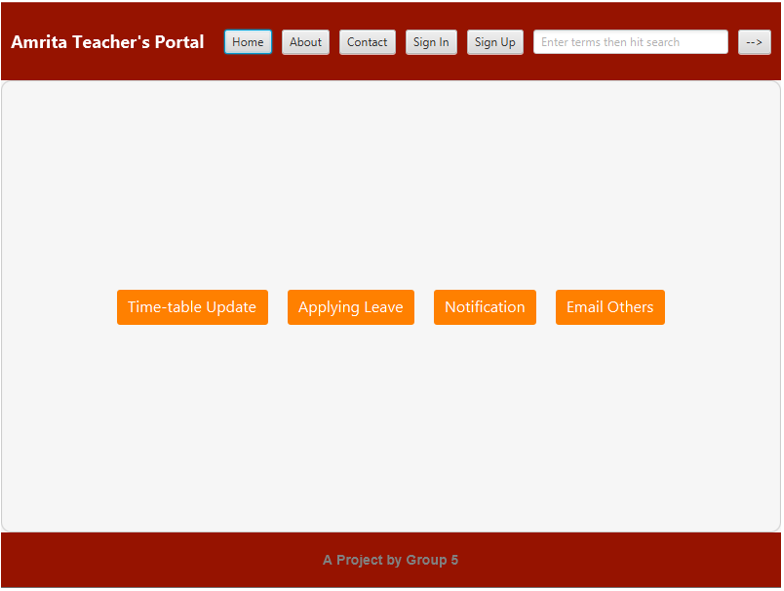 Amrita Teacher's Portal Home About Contact Sign In Sign Up Enter terms then hit search -->
Time-table Update Applying Leave Notification Email Others
A Project by Group 5